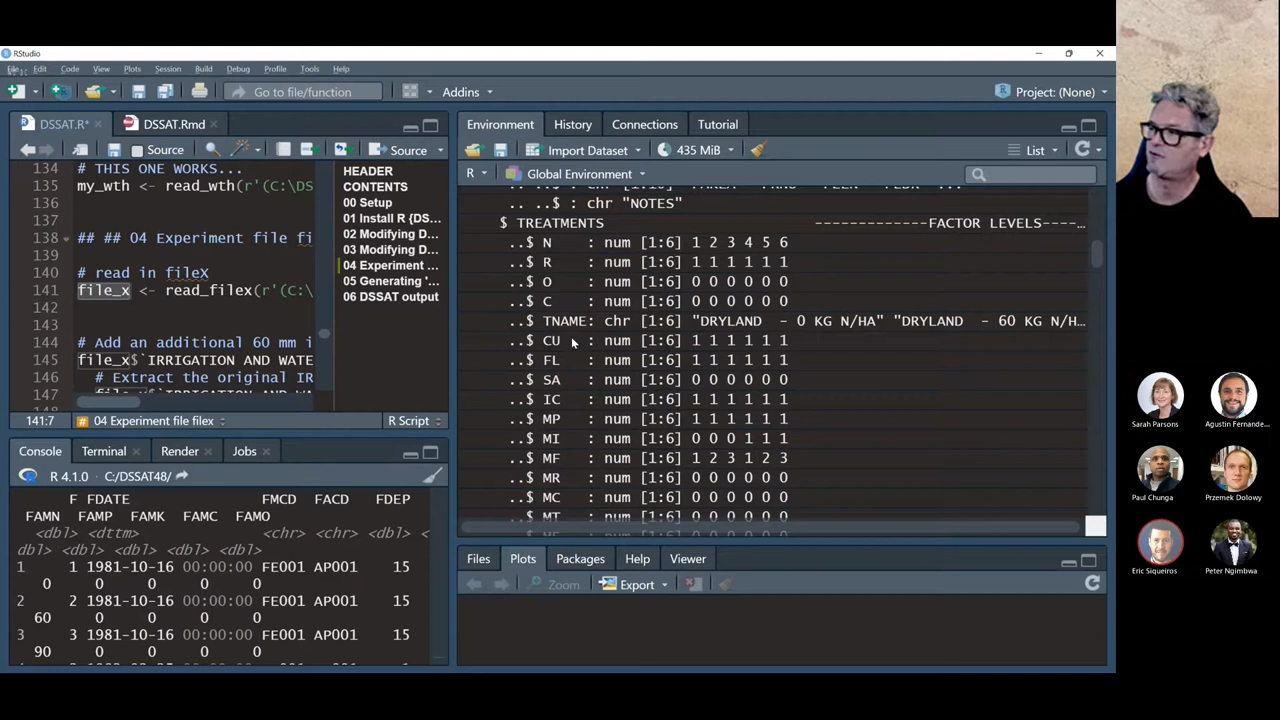 RStudio
File Edit Code View Plots Session Build Debug Profile Tools Help
Go to file/function
Addins
Project: (None)
DSSAT.R*
DSSAT.Rmd
Source
Source
134 # THIS ONE WORKS...
135 my_wth <- read_wth(r'(C:\DS
136
137
138 ## ## 04 Experiment file fi
139
140 # read in fileX
141 file_x <- read_filex(r'(C:\
142
143
144 # Add an additional 60 mm i
145 file_x$`IRRIGATION AND WATE
146 # Extract the original IR
147
HEADER
CONTENTS
00 Setup
01 Install R {DS...
02 Modifying D...
03 Modifying D...
04 Experiment ...
05 Generating '...
06 DSSAT output
141:7
04 Experiment file filex
R Script
Console Terminal Render Jobs
R 4.1.0 · C:/DSSAT48/
F FDATE FMCD FACD FDEP
FAMN FAMP FAMK FAMC FAMO
<dbl> <dttm> <chr> <chr> <dbl> <
dbl> <dbl> <dbl> <dbl> <dbl>
1 1 1981-10-16 00:00:00 FE001 AP001 15
0 0 0 0 0
2 2 1981-10-16 00:00:00 FE001 AP001 15
60 0 0 0 0
3 3 1981-10-16 00:00:00 FE001 AP001 15
90 0 0 0 0
Environment History Connections Tutorial
Import Dataset
435 MiB
List
R
Global Environment
.. ..$ : chr "NOTES"
$ TREATMENTS -------------FACTOR LEVELS----...
..$ N : num [1:6] 1 2 3 4 5 6
..$ R : num [1:6] 1 1 1 1 1 1
..$ O : num [1:6] 0 0 0 0 0 0
..$ C : num [1:6] 0 0 0 0 0 0
..$ TNAME: chr [1:6] "DRYLAND - 0 KG N/HA" "DRYLAND - 60 KG N/H...
..$ CU : num [1:6] 1 1 1 1 1 1
..$ FL : num [1:6] 1 1 1 1 1 1
..$ SA : num [1:6] 0 0 0 0 0 0
..$ IC : num [1:6] 1 1 1 1 1 1
..$ MP : num [1:6] 1 1 1 1 1 1
..$ MI : num [1:6] 0 0 0 1 1 1
..$ MF : num [1:6] 1 2 3 1 2 3
..$ MR : num [1:6] 0 0 0 0 0 0
..$ MC : num [1:6] 0 0 0 0 0 0
..$ MT : num [1:6] 0 0 0 0 0 0
Files Plots Packages Help Viewer
Zoom
Export
Sarah Parsons
Agustin Fernande...
Paul Chunga
Przemek Dolowy
Eric Siqueiros
Peter Ngimbwa